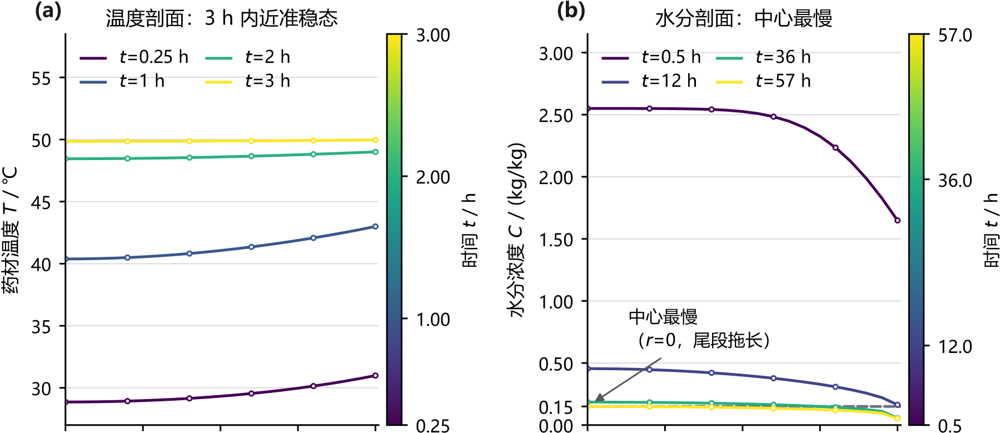 (a)
温度剖面：3 h 内近准稳态
t=0.25 h
t=2 h
t=1 h
t=3 h
55
50
45
40
35
30
药材温度 T / °C
3.00
2.00
1.00
0.25
时间 t / h
(b)
水分剖面：中心最慢
t=0.5 h
t=36 h
t=12 h
t=57 h
3.00
2.50
2.00
1.50
1.00
0.50
0.15
0.00
水分浓度 C / (kg/kg)
中心最慢
（r=0，尾段拖长）
57.0
36.0
12.0
0.5
时间 t / h